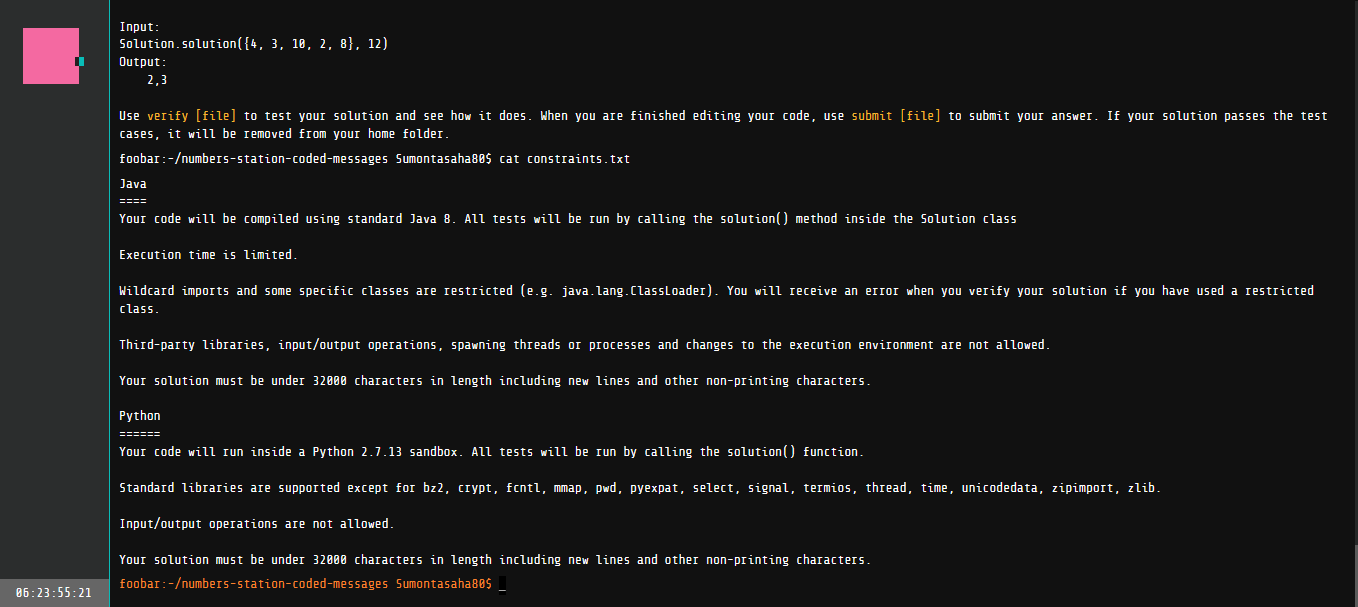 Input:
Solution.solution({4, 3, 10, 2, 8}, 12)
Output:
    2,3
Use verify [file] to test your solution and see how it does. When you are finished editing your code, use submit [file] to submit your answer. If your solution passes the test
cases, it will be removed from your home folder.
foobar:~/numbers-station-coded-messages Sumontasaha80$ cat constraints.txt
Java
====
Your code will be compiled using standard Java 8. All tests will be run by calling the solution() method inside the Solution class
Execution time is limited.
Wildcard imports and some specific classes are restricted (e.g. java.lang.ClassLoader). You will receive an error when you verify your solution if you have used a restricted
class.
Third-party libraries, input/output operations, spawning threads or processes and changes to the execution environment are not allowed.
Your solution must be under 32000 characters in length including new lines and other non-printing characters.
Python
======
Your code will run inside a Python 2.7.13 sandbox. All tests will be run by calling the solution() function.
Standard libraries are supported except for bz2, crypt, fcntl, mmap, pwd, pyexpat, select, signal, termios, thread, time, unicodedata, zipimport, zlib.
Input/output operations are not allowed.
Your solution must be under 32000 characters in length including new lines and other non-printing characters.
foobar:~/numbers-station-coded-messages Sumontasaha80$ _
06:23:55:21